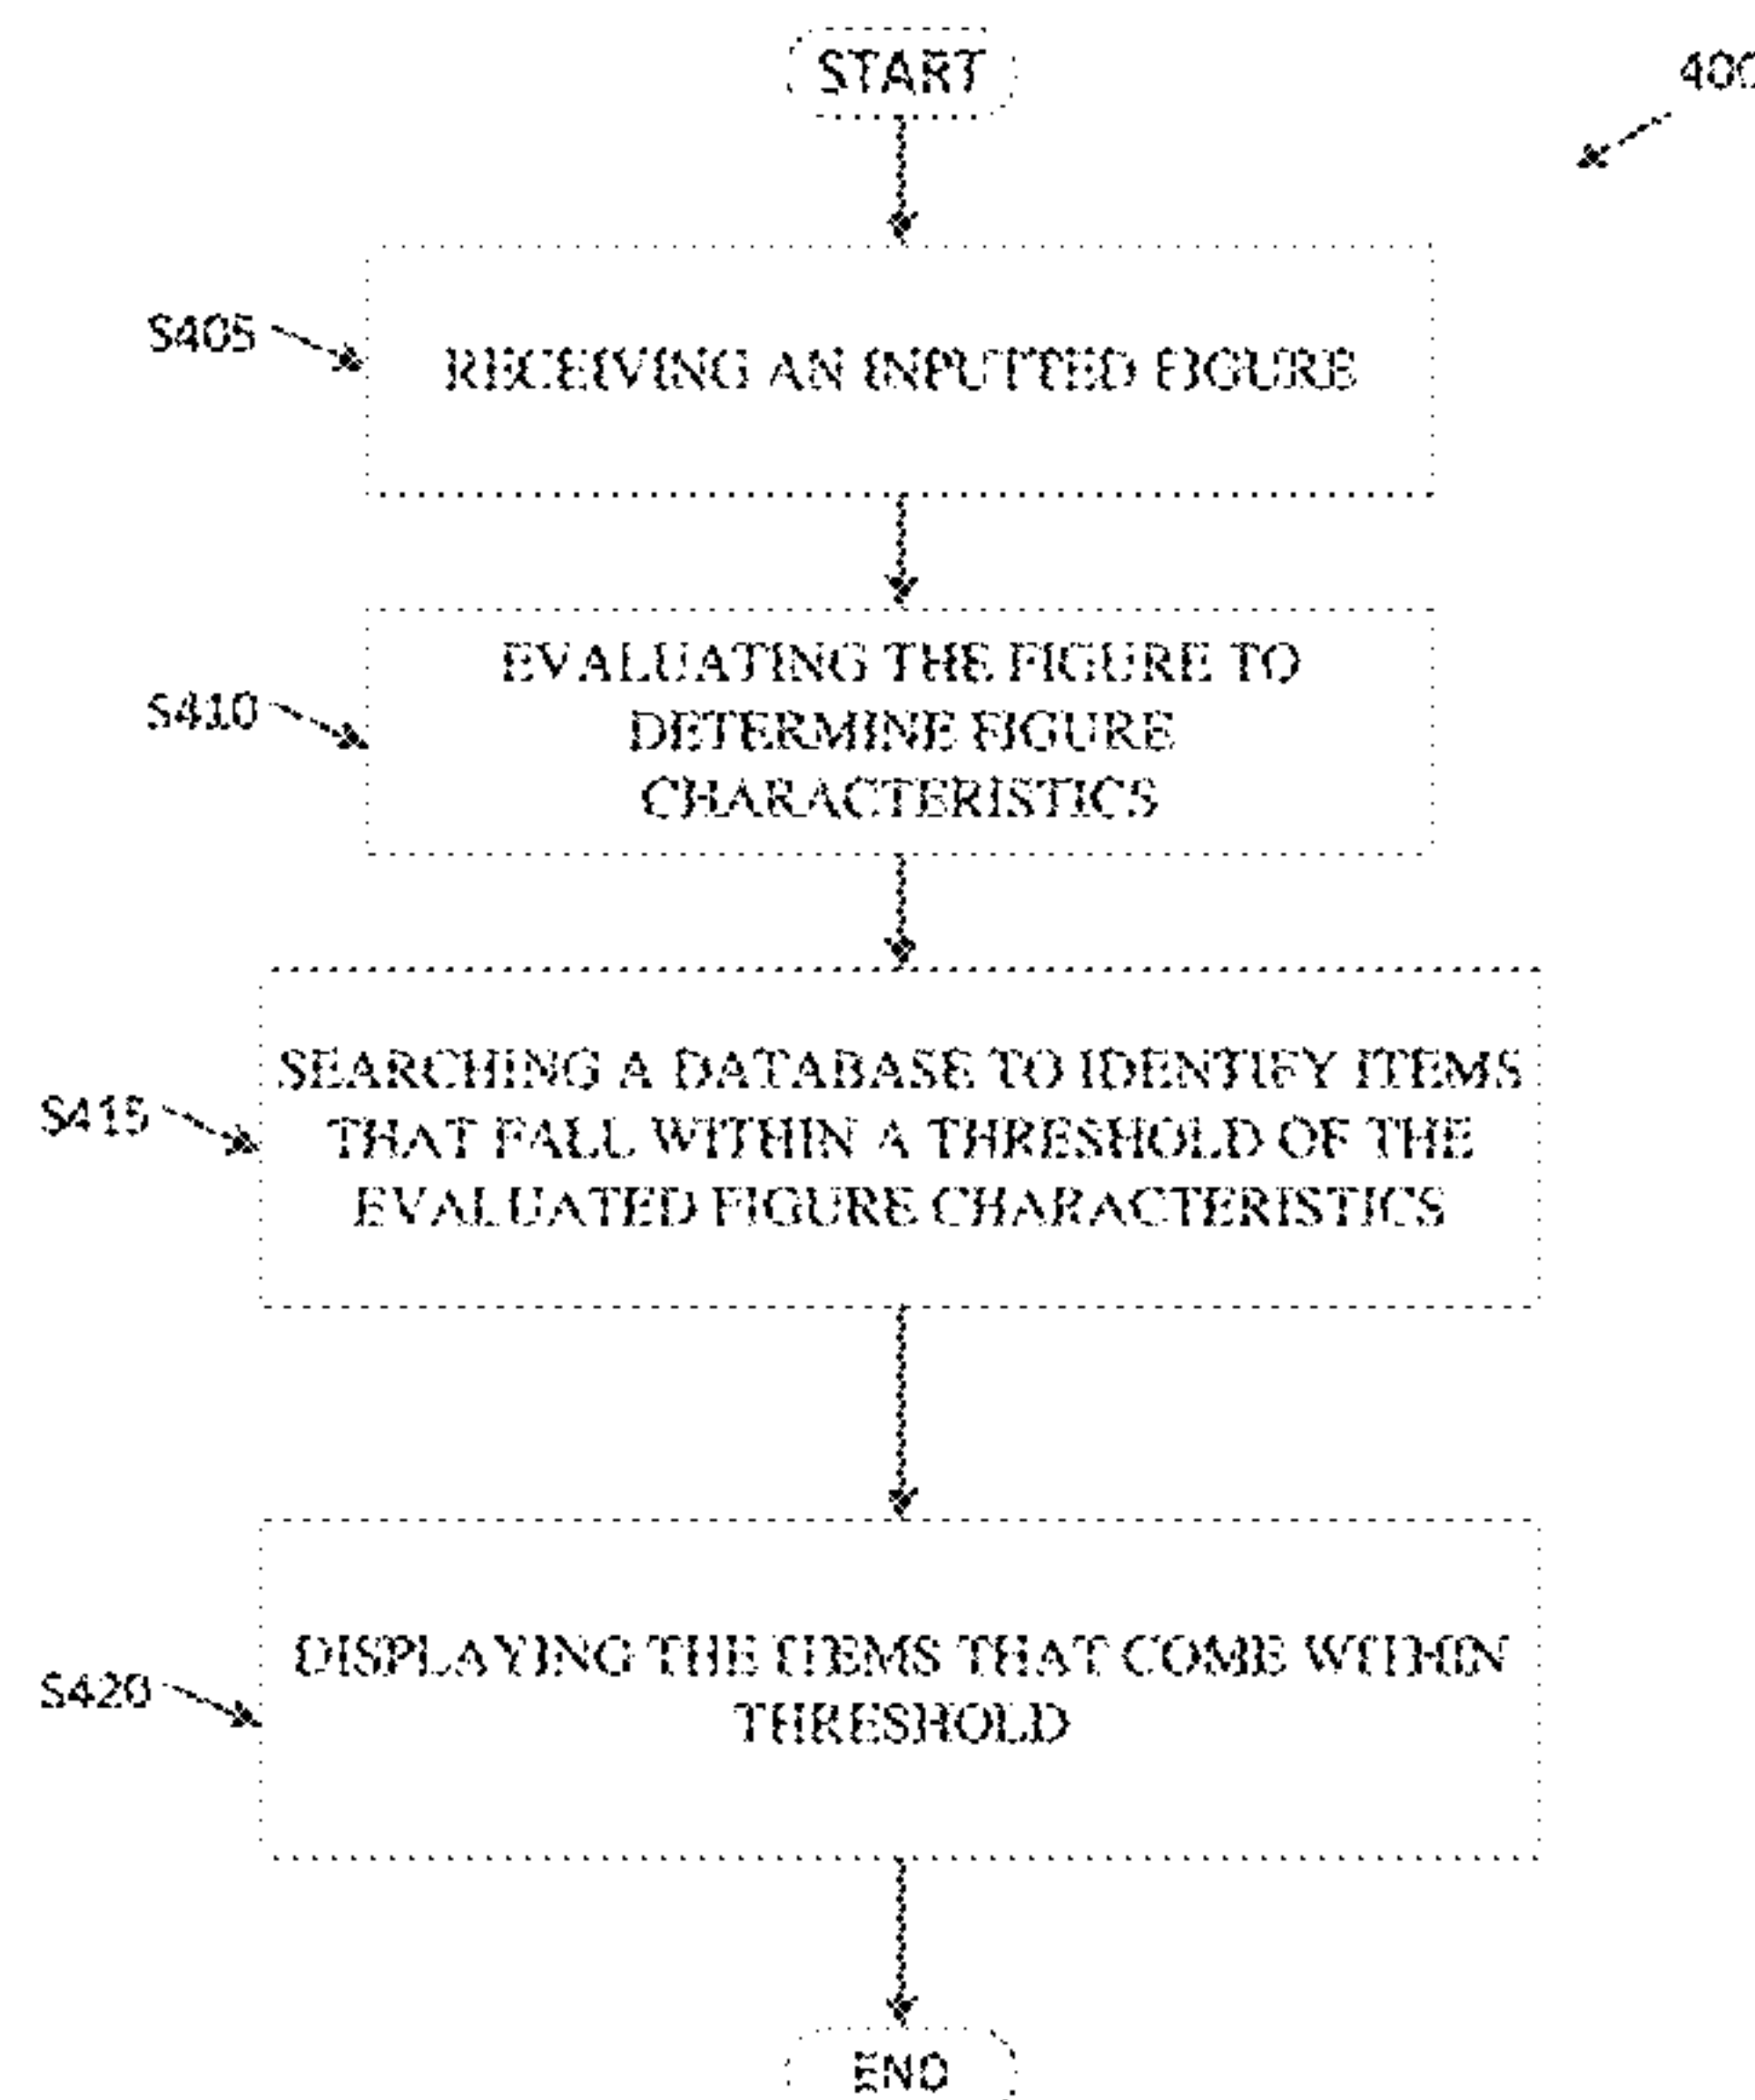 START
400
S405
RECEIVING AN INPUTTED FIGURE
S410
EVALUATING THE FIGURE TO
DETERMINE FIGURE
CHARACTERISTICS
S415
SEARCHING A DATABASE TO IDENTIFY ITEMS
THAT FALL WITHIN A THRESHOLD OF THE
EVALUATED FIGURE CHARACTERISTICS
S420
DISPLAYING THE ITEMS THAT COME WITHIN
THRESHOLD
END